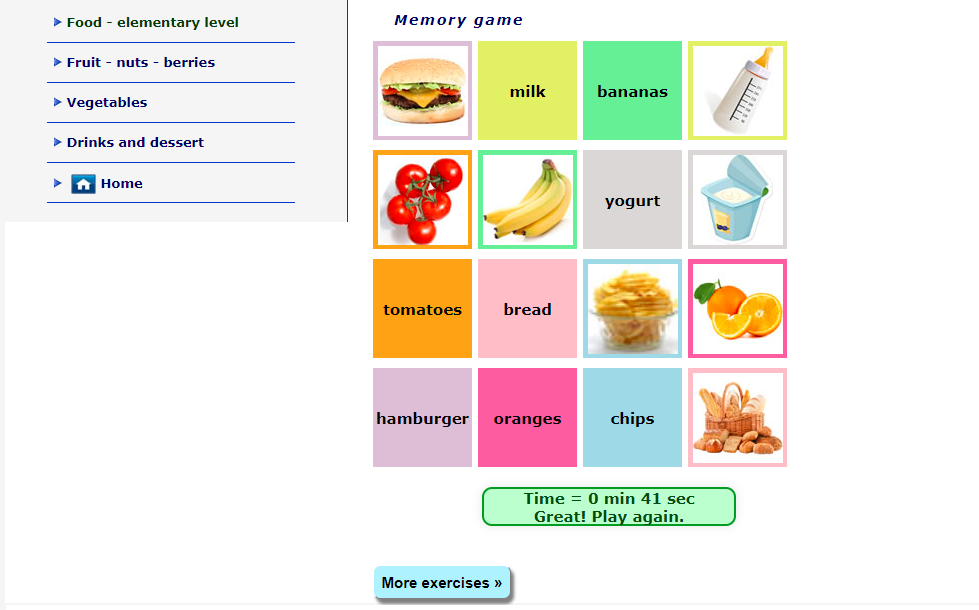 Food - elementary level
Fruit - nuts - berries
Vegetables
Drinks and dessert
Home
Memory game
milk
bananas
yogurt
tomatoes
bread
hamburger
oranges
chips
Time = 0 min 41 sec
Great! Play again.
More exercises »